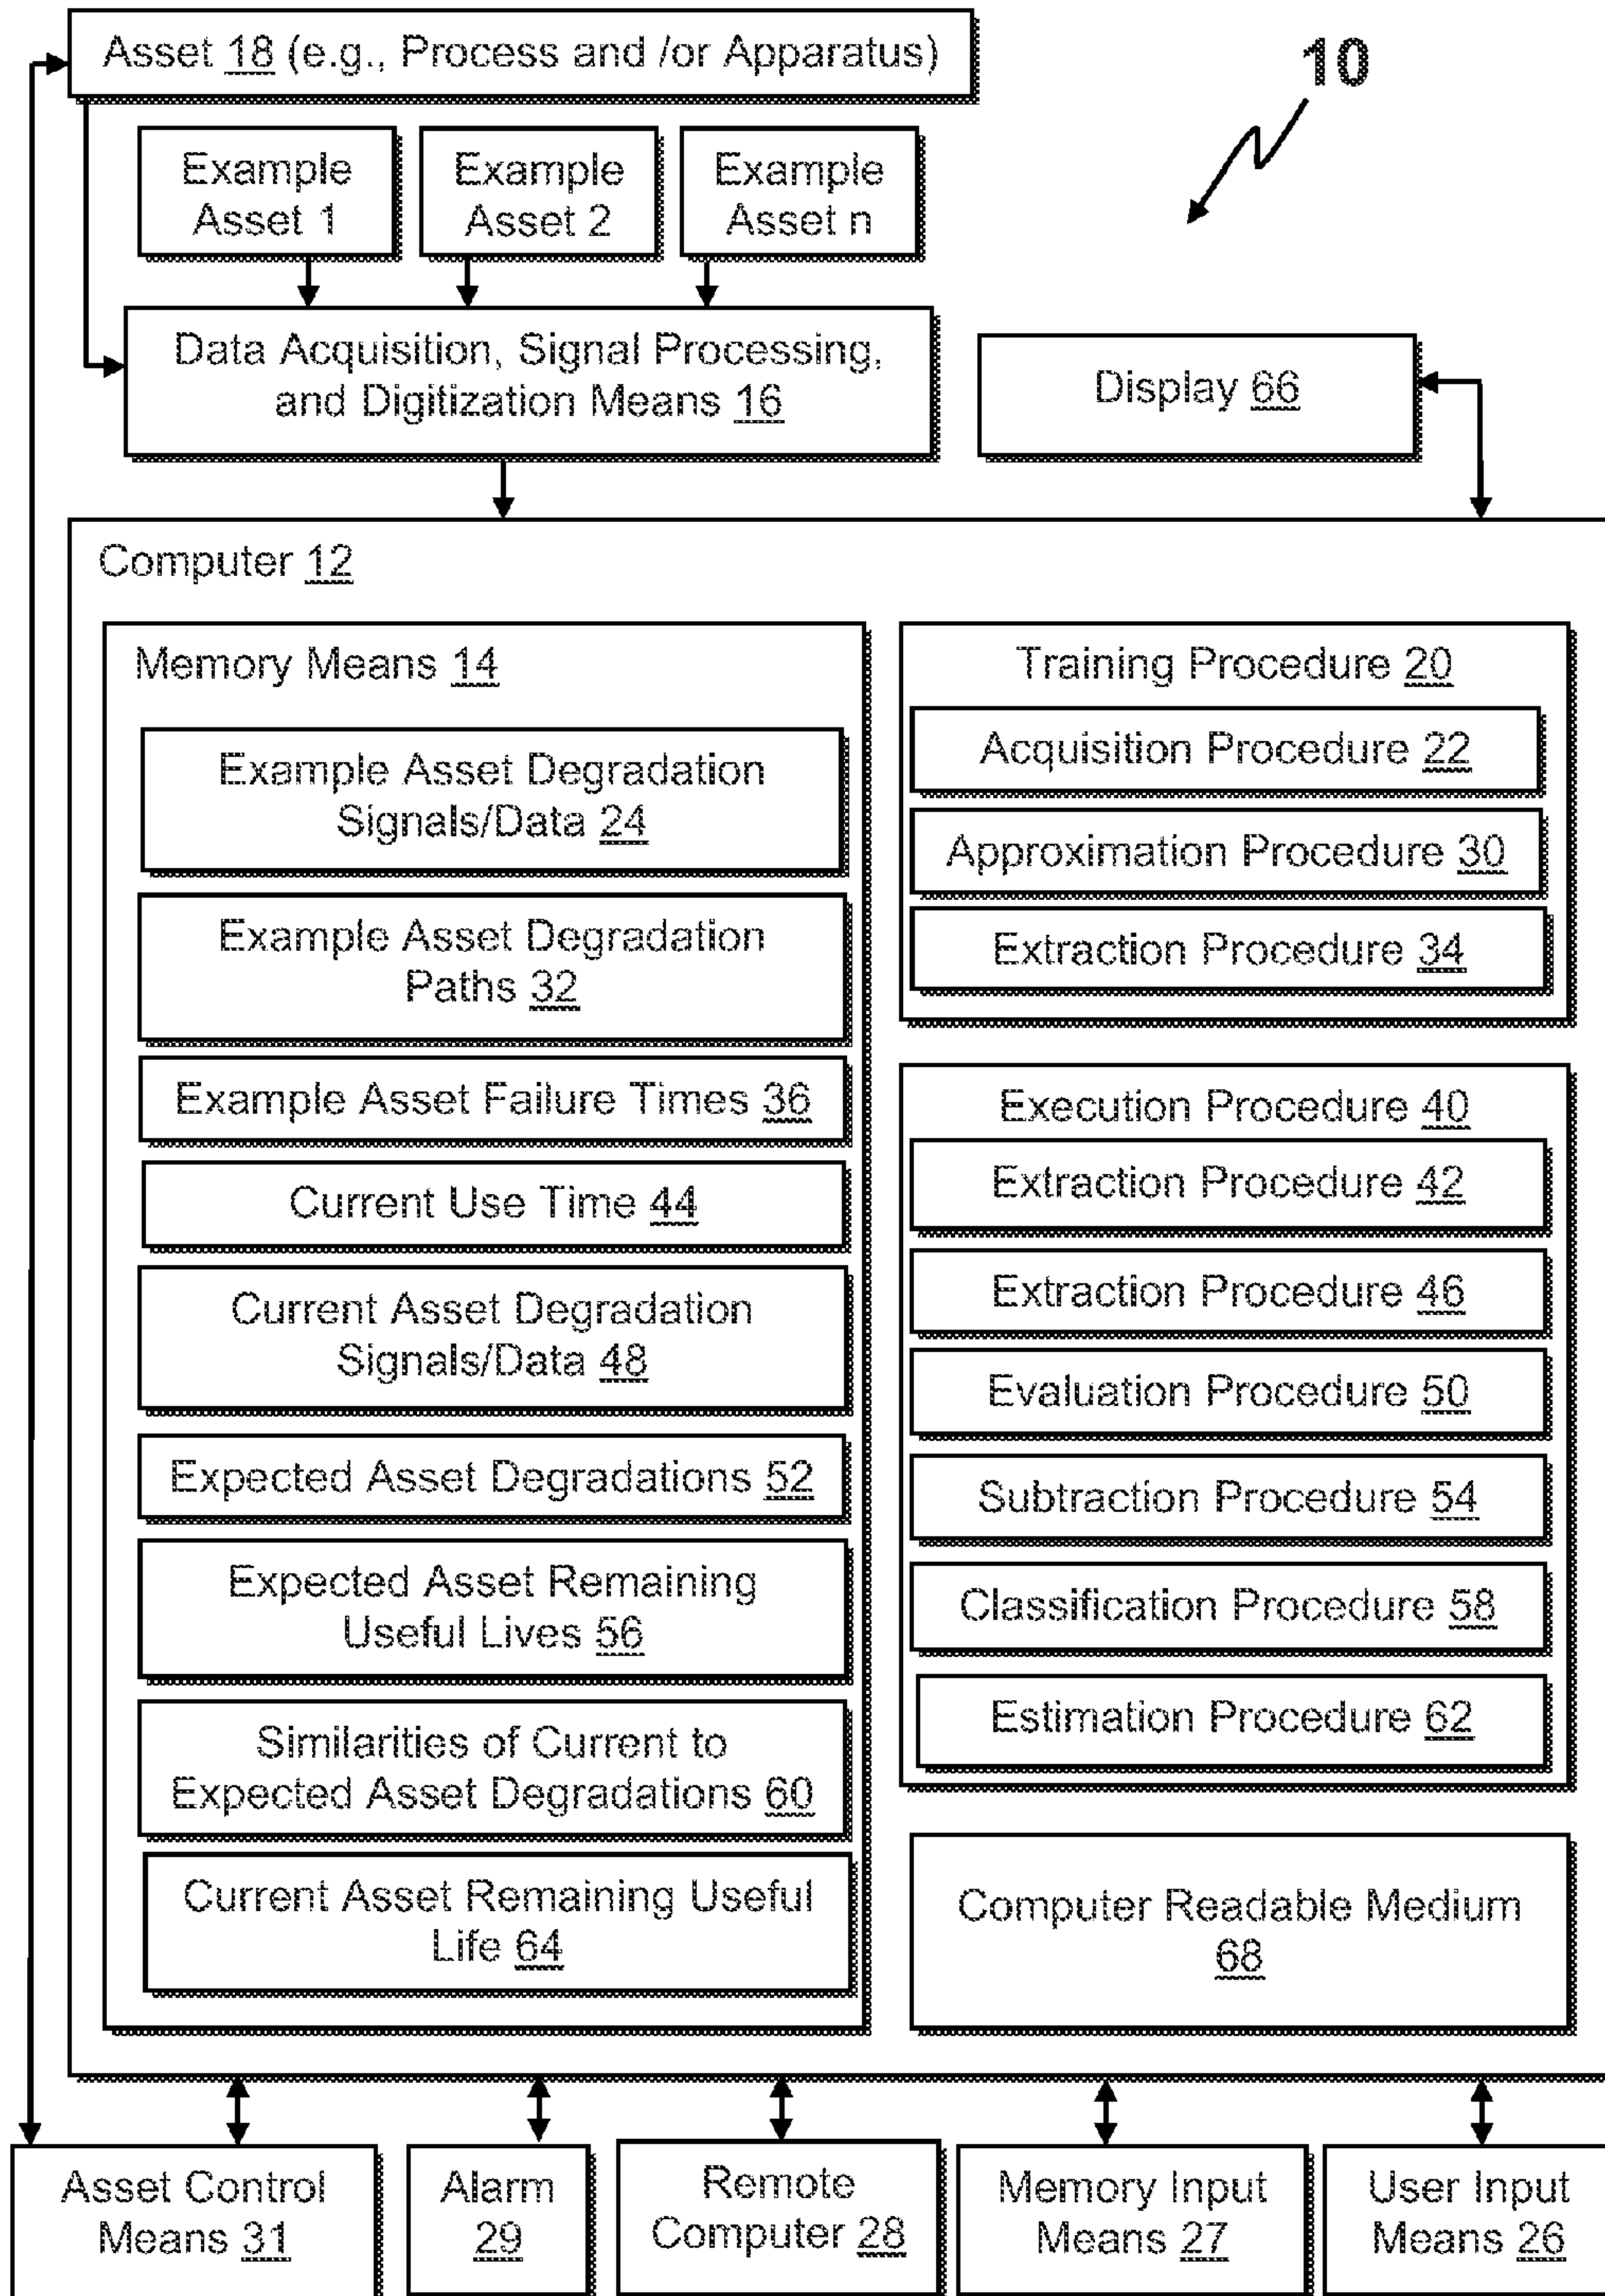 Asset 18 (e.g., Process and /or Apparatus)
10
Example
Asset 1
Example
Asset 2
Example
Asset n
Data Acquisition, Signal Processing,
and Digitization Means 16
Display 66
Computer 12
Memory Means 14
Example Asset Degradation
Signals/Data 24
Example Asset Degradation
Paths 32
Example Asset Failure Times 36
Current Use Time 44
Current Asset Degradation
Signals/Data 48
Expected Asset Degradations 52
Expected Asset Remaining
Useful Lives 56
Similarities of Current to
Expected Asset Degradations 60
Current Asset Remaining Useful
Life 64
Training Procedure 20
Acquisition Procedure 22
Approximation Procedure 30
Extraction Procedure 34
Execution Procedure 40
Extraction Procedure 42
Extraction Procedure 46
Evaluation Procedure 50
Subtraction Procedure 54
Classification Procedure 58
Estimation Procedure 62
Computer Readable Medium
68
Asset Control
Means 31
Alarm
29
Remote
Computer 28
Memory Input
Means 27
User Input
Means 26